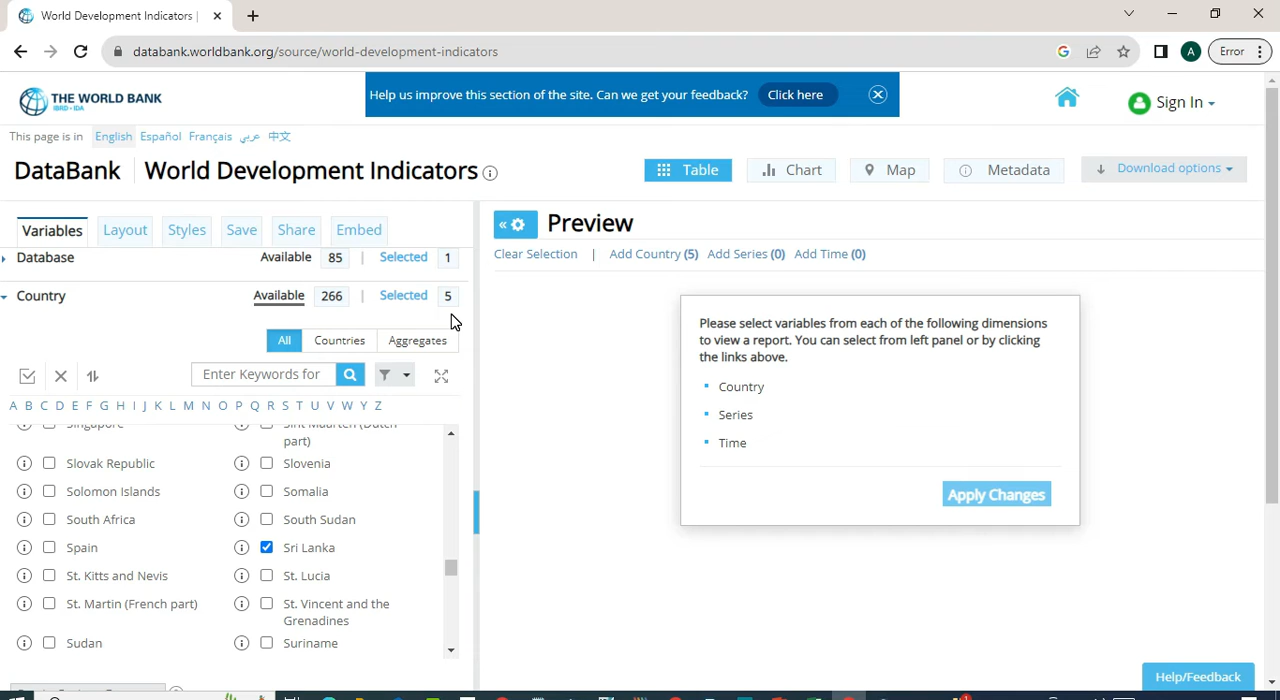 World Development Indicators |
databank.worldbank.org/source/world-development-indicators
A
Error
THE WORLD BANK
IBRD • IDA
Help us improve this section of the site. Can we get your feedback?
Click here
Sign In
This page is in English Español Français عربي 中文
DataBank
World Development Indicators
Table
Chart
Map
Metadata
Download options
Variables
Layout
Styles
Save
Share
Embed
« Preview
Clear Selection | Add Country (5) Add Series (0) Add Time (0)
Database Available 85 | Selected 1
Country Available 266 | Selected 5
All Countries Aggregates
Enter Keywords for
A B C D E F G H I J K L M N O P Q R S T U V W Y Z
Singapore
Sint Maarten (Dutch
part)
Slovak Republic
Slovenia
Solomon Islands
Somalia
South Africa
South Sudan
Spain
Sri Lanka
St. Kitts and Nevis
St. Lucia
St. Martin (French part)
St. Vincent and the
Grenadines
Sudan
Suriname
Please select variables from each of the following dimensions
to view a report. You can select from left panel or by clicking
the links above.
Country
Series
Time
Apply Changes
Help/Feedback